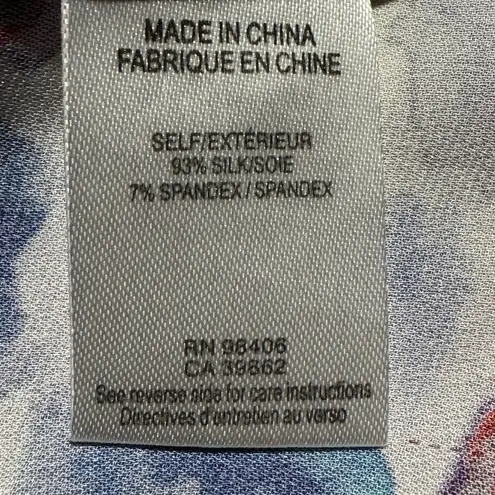 MADE IN CHINA
FABRIQUE EN CHINE
SELF/EXTÉRIEUR
93% SILK/SOIE
7% SPANDEX / SPANDEX
RN 98406
CA 39862
See reverse side for care instructions
Directives d'entretien au verso